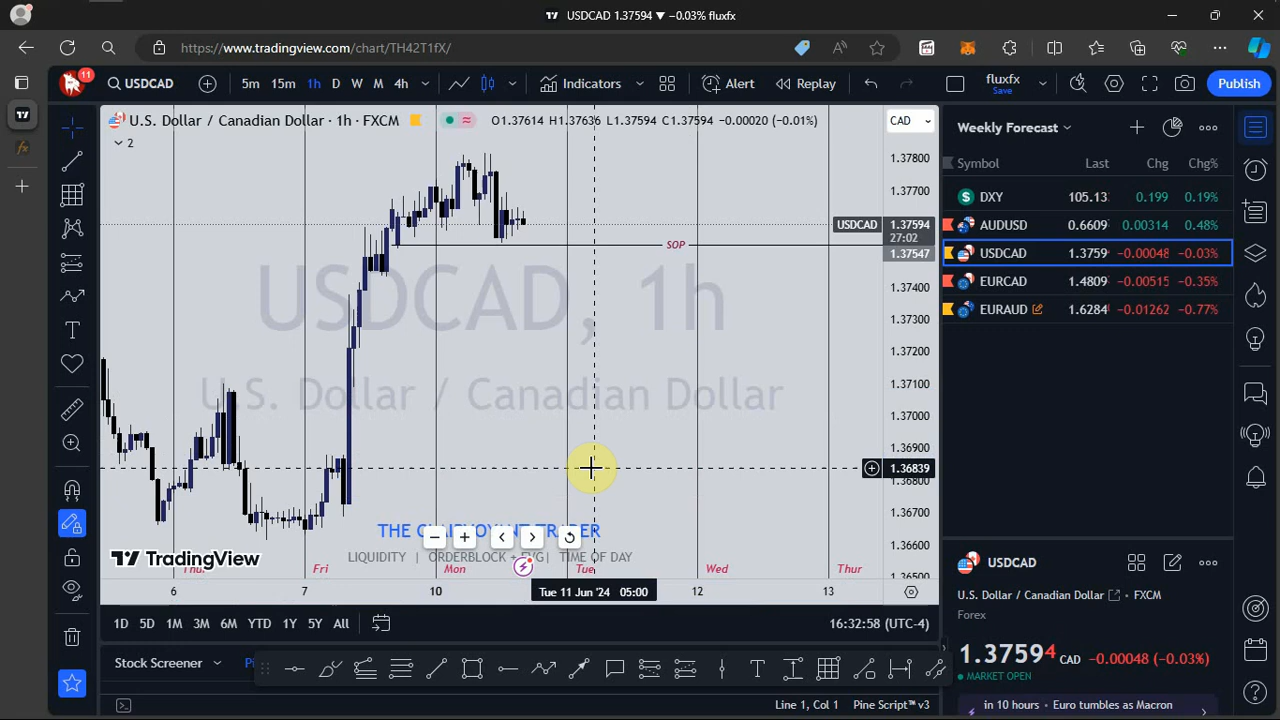 USDCAD 1.37594 ▼ −0.03% fluxfx
https://www.tradingview.com/chart/TH42T1fX/
11
USDCAD 5m 15m 1h D W M 4h Indicators Alert Replay fluxfx Save Publish
U.S. Dollar / Canadian Dollar · 1h · FXCM O1.37614 H1.37636 L1.37594 C1.37594 −0.00020 (−0.01%)
2
CAD
1.37800
1.37700
USDCAD 1.37594
27:02
SOP
1.37547
1.37400
1.37300
1.37200
1.37100
1.37000
1.36900
1.36839
1.36800
1.36700
1.36600
1.36500
USDCAD, 1h
U.S. Dollar / Canadian Dollar
THE CLAIRVOYANT TRADER
LIQUIDITY | ORDERBLOCK + FVG | TIME OF DAY
TradingView
Thu Fri Mon Tue Wed Thur
6 7 10 Tue 11 Jun '24 05:00 12 13
1D 5D 1M 3M 6M YTD 1Y 5Y All 16:32:58 (UTC-4)
Stock Screener
Line 1, Col 1 Pine Script™ v3
Weekly Forecast
Symbol Last Chg Chg%
DXY 105.13 0.199 0.19%
AUDUSD 0.6609 0.00314 0.48%
USDCAD 1.3759 −0.00048 −0.03%
EURCAD 1.4809 −0.00515 −0.35%
EURAUD 1.6284 −0.01262 −0.77%
USDCAD
U.S. Dollar / Canadian Dollar FXCM
Forex
1.37594 CAD −0.00048 (−0.03%)
MARKET OPEN
in 10 hours • Euro tumbles as Macron